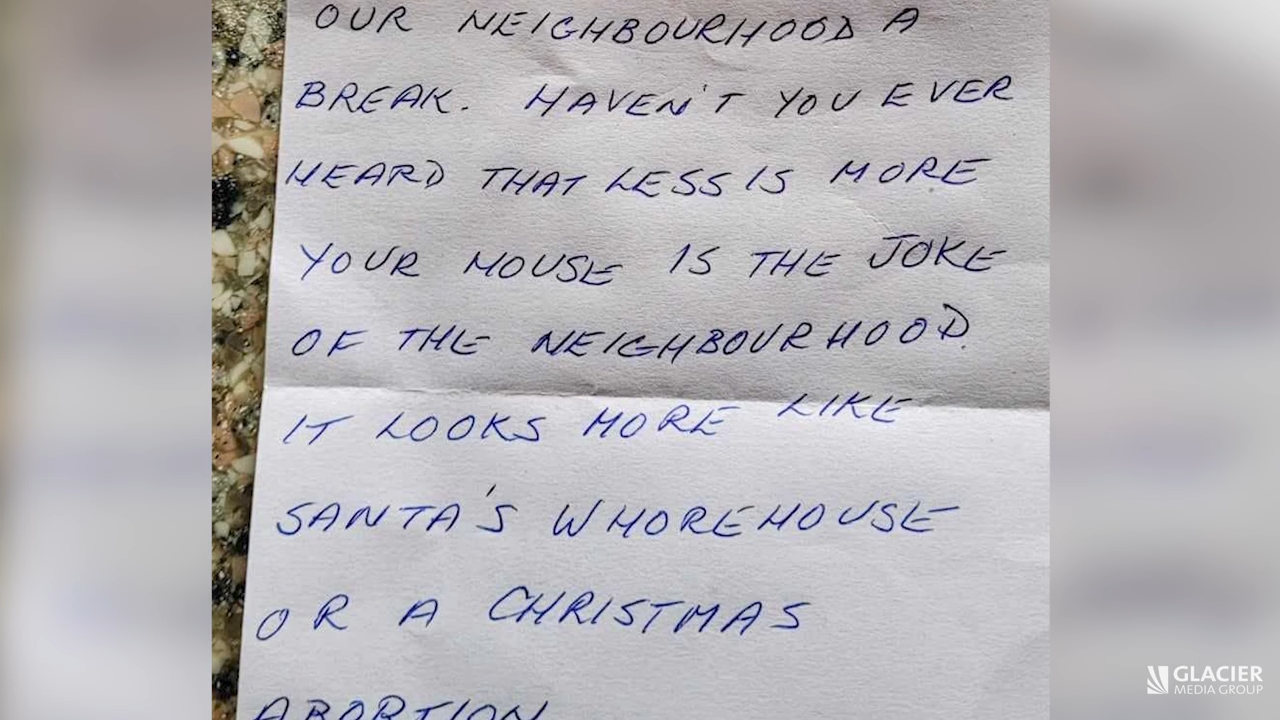 OUR NEIGHBOURHOOD A
BREAK. HAVEN'T YOU EVER
HEARD THAT LESS IS MORE
YOUR HOUSE IS THE JOKE
OF THE NEIGHBOURHOOD.
IT LOOKS MORE LIKE
SANTA'S WHOREHOUSE
OR A CHRISTMAS
ABORTION
GLACIER
MEDIA GROUP